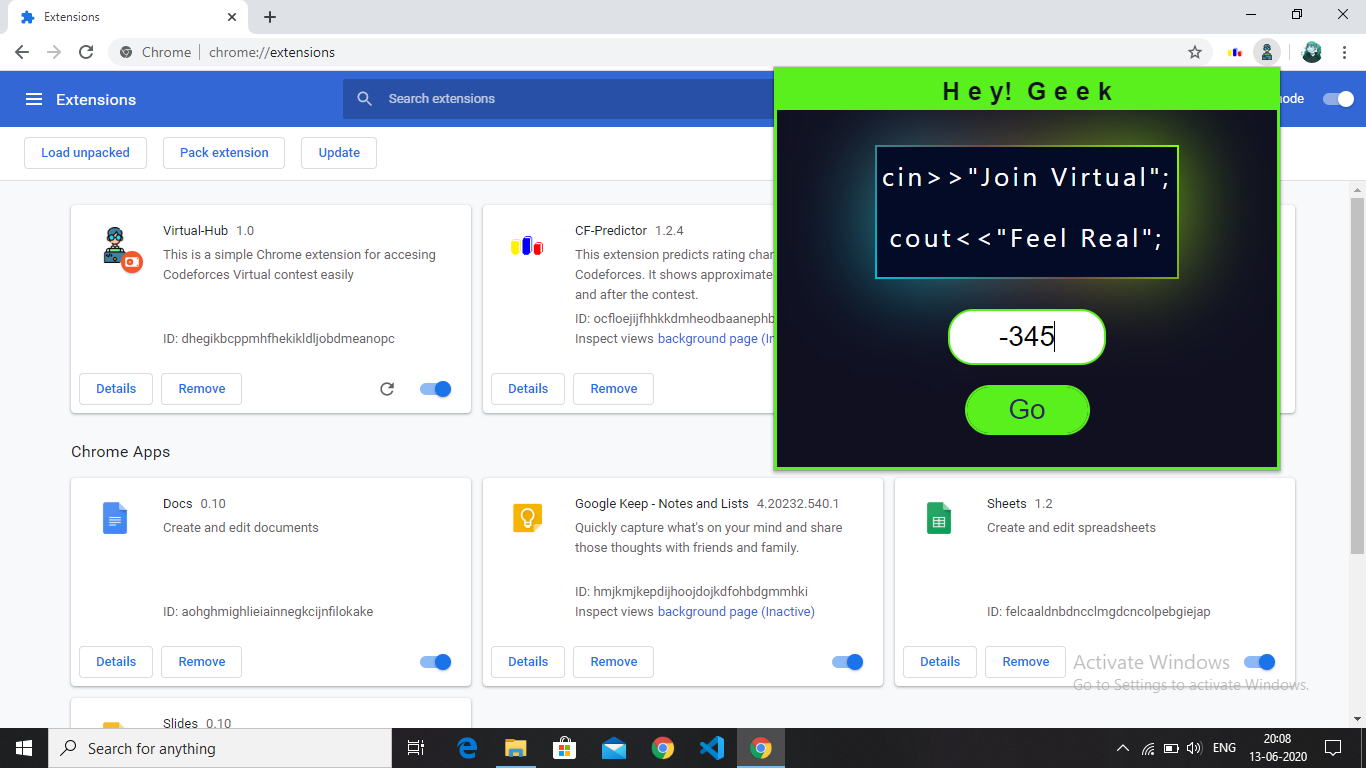 Extensions
Chrome
chrome://extensions
Extensions
Search extensions
ode
Load unpacked
Pack extension
Update
Hey! Geek
cin>>"Join Virtual";
cout<<"Feel Real";
-345
Go
Virtual-Hub 1.0
This is a simple Chrome extension for accesing
Codeforces Virtual contest easily
ID: dhegikbcppmhfhekikldljobdmeanopc
Details
Remove
CF-Predictor 1.2.4
This extension predicts rating
Codeforces. It shows approximate
and after the contest.
ID: ocfloejijfhhkkdmheodbaanephb
Inspect views background page
Details
Remove
Chrome Apps
Docs 0.10
Create and edit documents
ID: aohghmighlieiainnegkcijnfilokake
Details
Remove
Google Keep - Notes and Lists 4.20232.540.1
Quickly capture what's on your mind and share
those thoughts with friends and family.
ID: hmjkmjkepdijhoojdojkdfohbdgmmhki
Inspect views background page (Inactive)
Details
Remove
Sheets 1.2
Create and edit spreadsheets
ID: felcaaldnbdncclmgdcncolpebgiejap
Details
Remove
Activate Windows
Go to Settings to activate Windows.
Slides 0.10
Search for anything
ENG
20:08
13-06-2020